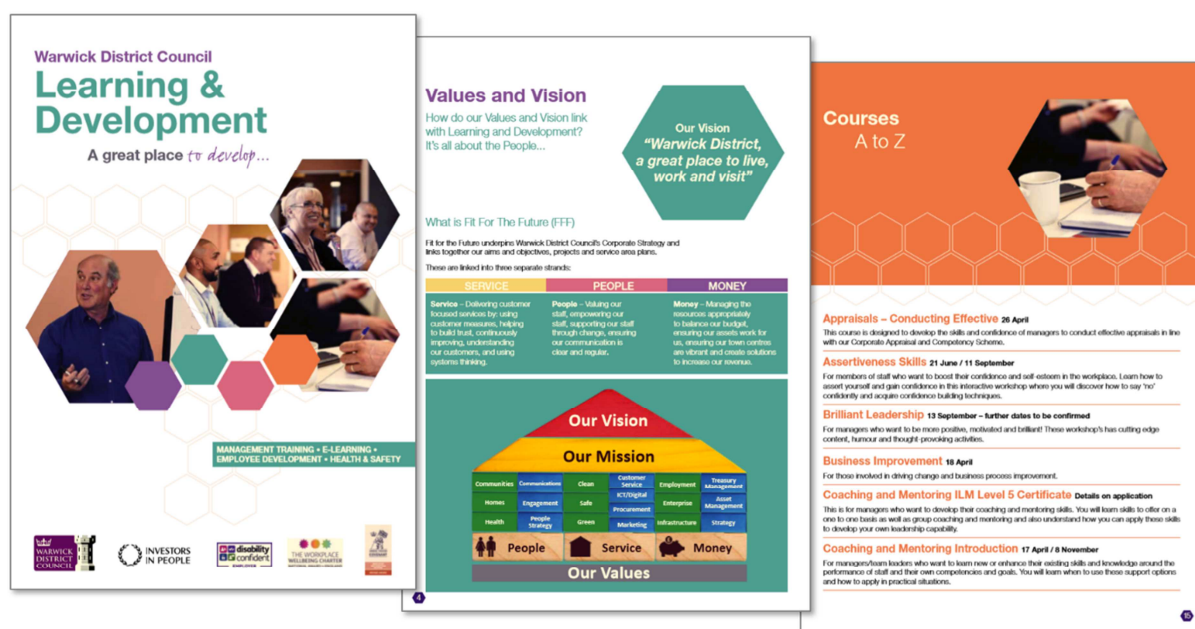 Warwick District Council
Learning &
Development
A great place to develop...
MANAGEMENT TRAINING • E-LEARNING •
EMPLOYEE DEVELOPMENT • HEALTH & SAFETY
WARWICK
DISTRICT
COUNCIL
INVESTORS
IN PEOPLE
disability
confident
EMPLOYER
THE WORKPLACE
WELLBEING CHARTER
Values and Vision
How do our Values and Vision link
with Learning and Development?
It's all about the People...
Our Vision
"Warwick District,
a great place to live,
work and visit"
What is Fit For The Future (FFF)
Fit for the Future underpins Warwick District Council's Corporate Strategy and
links together our aims and objectives, projects and service area plans.
These are linked into three separate strands:
SERVICE
Service – Delivering customer
focused services by: using
customer measures, helping
to build trust, continuously
improving, understanding
our customers, and using
systems thinking.
PEOPLE
People – Valuing our
staff, empowering our
staff, supporting our staff
through change, ensuring
our communication is
clear and regular.
MONEY
Money – Managing the
resources appropriately
to balance our budget,
ensuring our assets work for
us, ensuring our town centres
are vibrant and create solutions
to increase our revenue.
Our Vision
Our Mission
Communities
Homes
Health
Communications
Engagement
People
Strategy
Clean
Safe
Green
Customer
Service
ICT/Digital
Procurement
Marketing
Employment
Enterprise
Infrastructure
Treasury
Management
Asset
Management
Strategy
People
Service
Money
Our Values
4
Courses
A to Z
Appraisals – Conducting Effective 26 April
This course is designed to develop the skills and confidence of managers to conduct effective appraisals in line
with our Corporate Appraisal and Competency Scheme.
Assertiveness Skills 21 June / 11 September
For members of staff who want to boost their confidence and self-esteem in the workplace. Learn how to
assert yourself and gain confidence in this interactive workshop where you will discover how to say 'no'
confidently and acquire confidence building techniques.
Brilliant Leadership 13 September – further dates to be confirmed
For managers who want to be more positive, motivated and brilliant! These workshop's has cutting edge
content, humour and thought-provoking activities.
Business Improvement 18 April
For those involved in driving change and business process improvement.
Coaching and Mentoring ILM Level 5 Certificate Details on application
This is for managers who want to develop their coaching and mentoring skills. You will learn skills to offer on a
one to one basis as well as group coaching and mentoring and also understand how you can apply these skills
to develop your own leadership capability.
Coaching and Mentoring Introduction 17 April / 8 November
For managers/team leaders who want to learn new or enhance their existing skills and knowledge around the
performance of staff and their own competencies and goals. You will learn when to use these support options
and how to apply in practical situations.
15